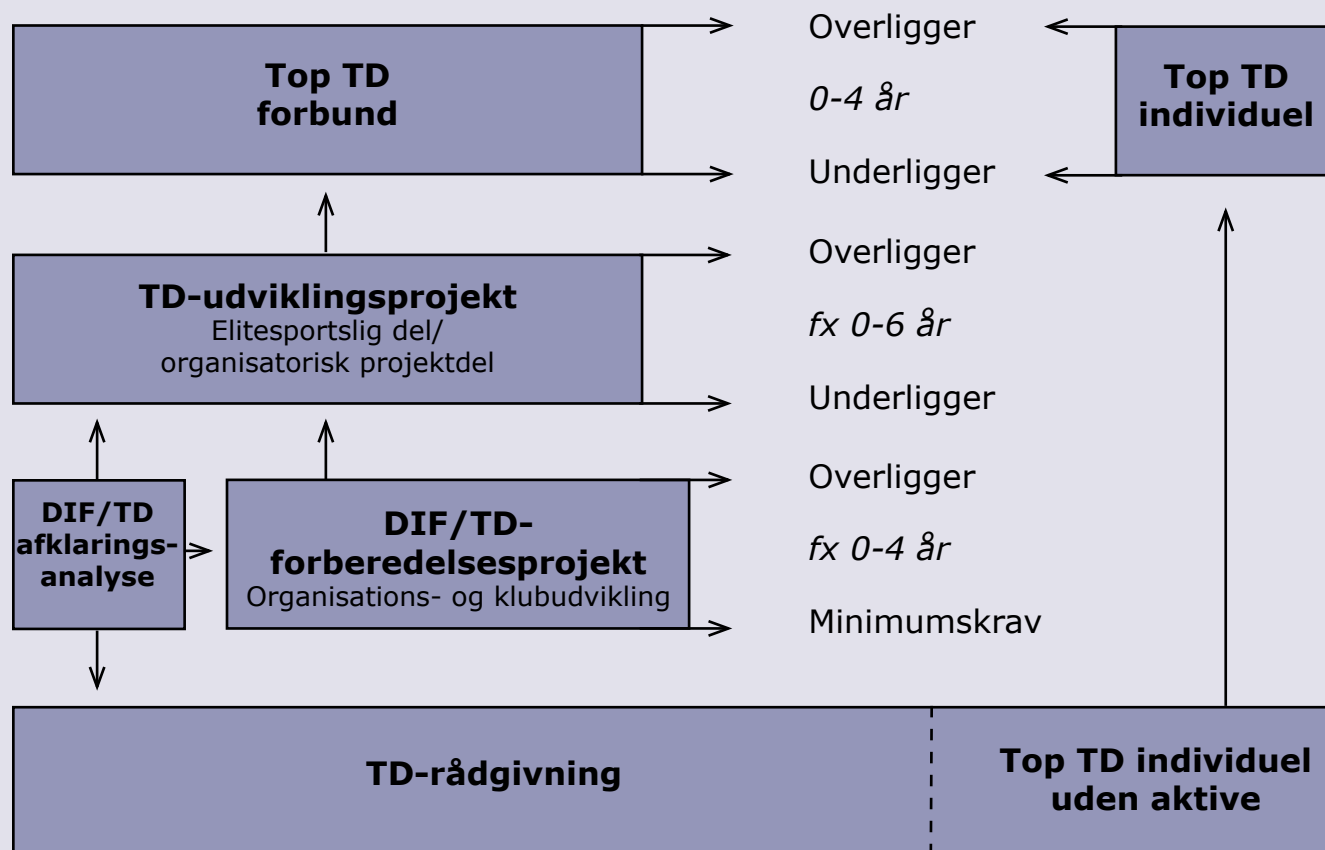 Top TD
forbund
Overligger
0-4 år
Underligger
Top TD
individuel
TD-udviklingsprojekt
Elitesportslig del/
organisatorisk projektdel
Overligger
fx 0-6 år
Underligger
DIF/TD
afklarings-
analyse
DIF/TD-
forberedelsesprojekt
Organisations- og klubudvikling
Overligger
fx 0-4 år
Minimumskrav
TD-rådgivning
Top TD individuel
uden aktive